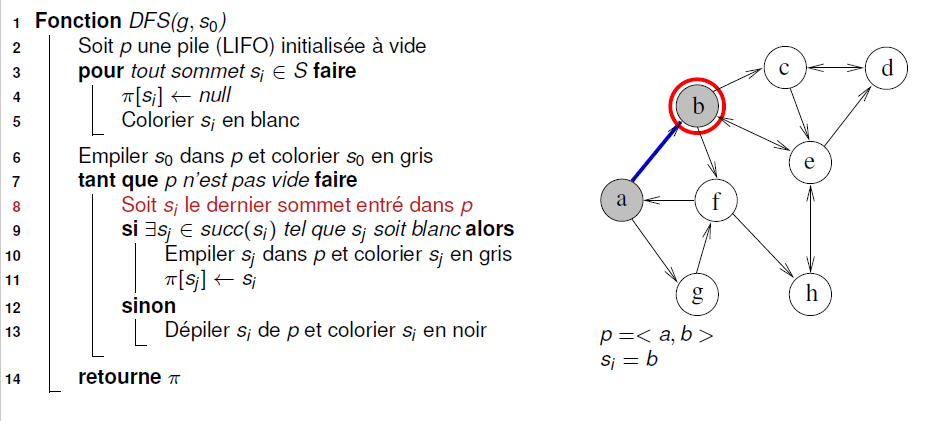 1 Fonction DFS(g, s₀)
2 Soit p une pile (LIFO) initialisée à vide
3 pour tout sommet sᵢ ∈ S faire
4 π[sᵢ] ← null
5 Colorier sᵢ en blanc
6 Empiler s₀ dans p et colorier s₀ en gris
7 tant que p n'est pas vide faire
8 Soit sᵢ le dernier sommet entré dans p
9 si ∃sⱼ ∈ succ(sᵢ) tel que sⱼ soit blanc alors
10 Empiler sⱼ dans p et colorier sⱼ en gris
11 π[sⱼ] ← sᵢ
12 sinon
13 Dépiler sᵢ de p et colorier sᵢ en noir
14 retourne π
c d
b
e
a f
g h
p =< a, b >
sᵢ = b